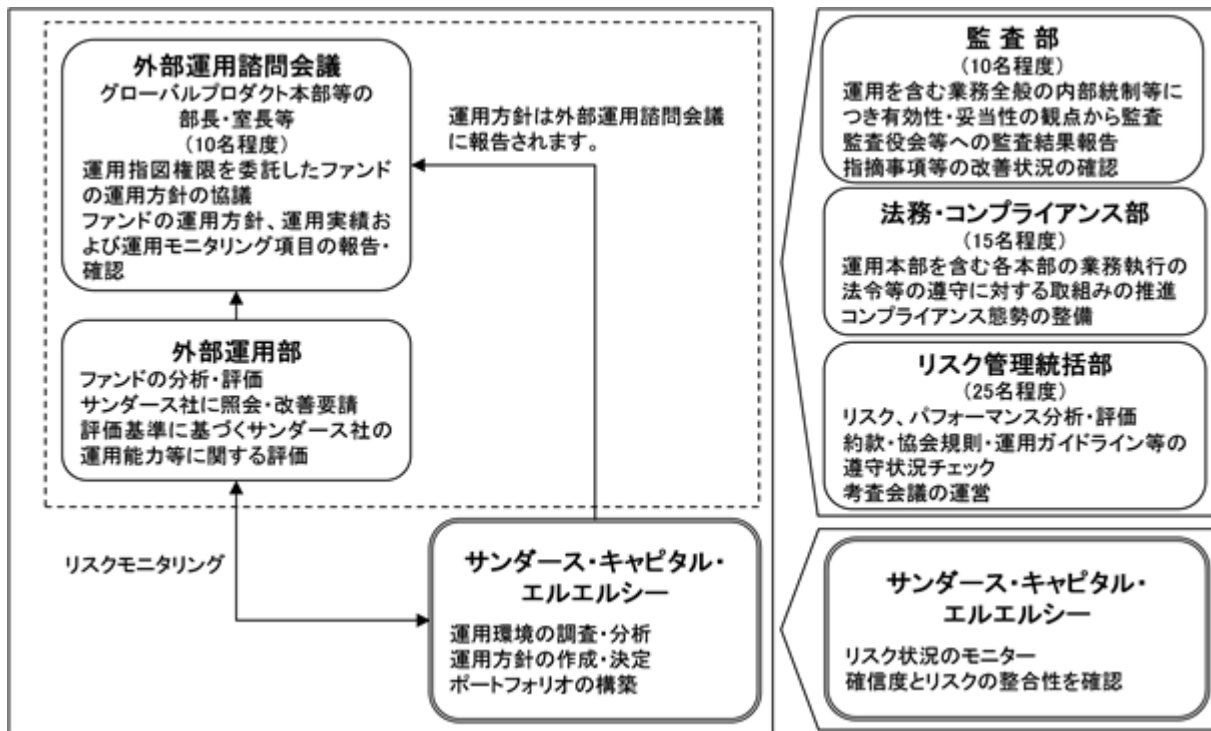 外部運用諮問会議
グローバルプロダクト本部等の
部長・室長等
（10名程度）
運用指図権限を委託したファンド
の運用方針の協議
ファンドの運用方針、運用実績お
よび運用モニタリング項目の報告・
確認
運用方針は外部運用諮問会議
に報告されます。
外部運用部
ファンドの分析・評価
サンダース社に照会・改善要請
評価基準に基づくサンダース社の
運用能力等に関する評価
リスクモニタリング
サンダース・キャピタル・
エルエルシー
運用環境の調査・分析
運用方針の作成・決定
ポートフォリオの構築
監査部
（10名程度）
運用を含む業務全般の内部統制等に
つき有効性・妥当性の観点から監査
監査役会等への監査結果報告
指摘事項等の改善状況の確認
法務・コンプライアンス部
（15名程度）
運用本部を含む各本部の業務執行の
法令等の遵守に対する取組みの推進
コンプライアンス態勢の整備
リスク管理統括部
（25名程度）
リスク、パフォーマンス分析・評価
約款・協会規則・運用ガイドライン等の
遵守状況チェック
考査会議の運営
サンダース・キャピタル・
エルエルシー
リスク状況のモニター
確信度とリスクの整合性を確認